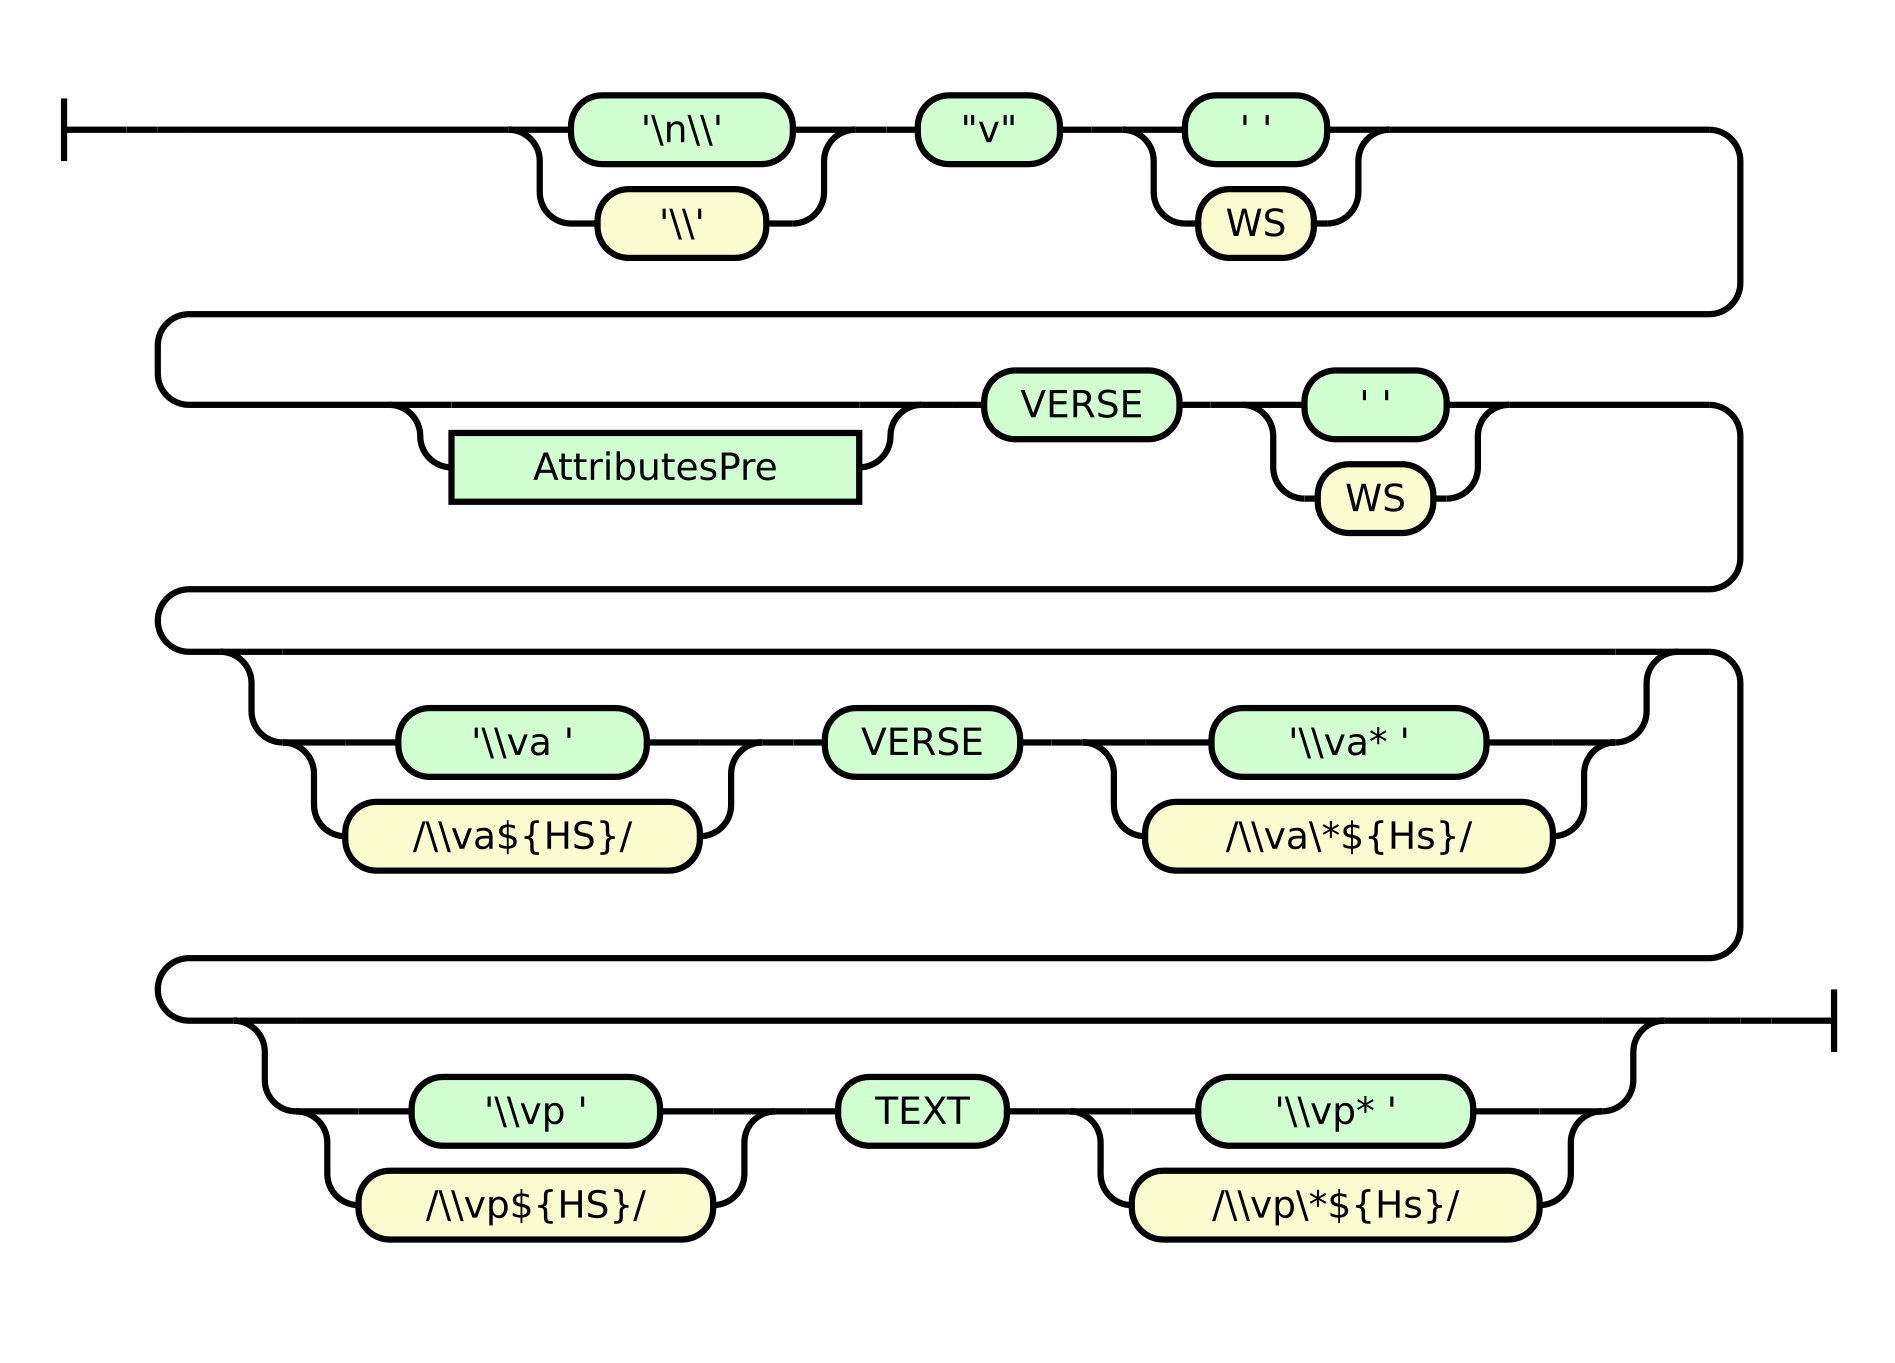 '\n\\' "v" ' '
'\\' WS
VERSE ' '
AttributesPre WS
'\\va ' VERSE '\\va* '
/\\va${HS}/ /\\va\*${Hs}/
'\\vp ' TEXT '\\vp* '
/\\vp${HS}/ /\\vp\*${Hs}/